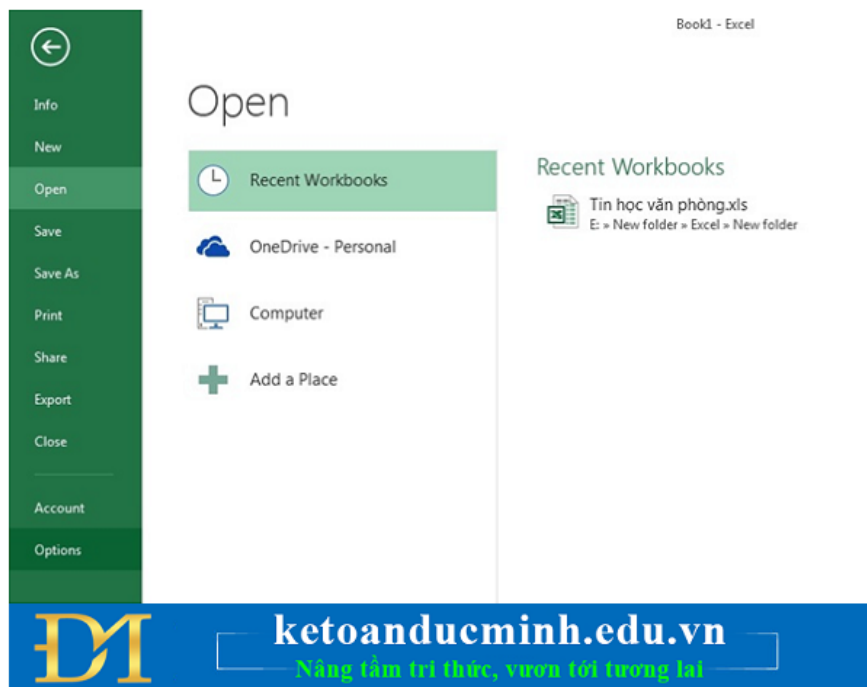 Book1 - Excel
Info
New
Open
Save
Save As
Print
Share
Export
Close
Account
Options
Open
Recent Workbooks
OneDrive - Personal
Computer
Add a Place
Recent Workbooks
Tin học văn phòng.xls
E: » New folder » Excel » New folder
ĐM
ketoanducminh.edu.vn
Nâng tầm tri thức, vươn tới tương lai